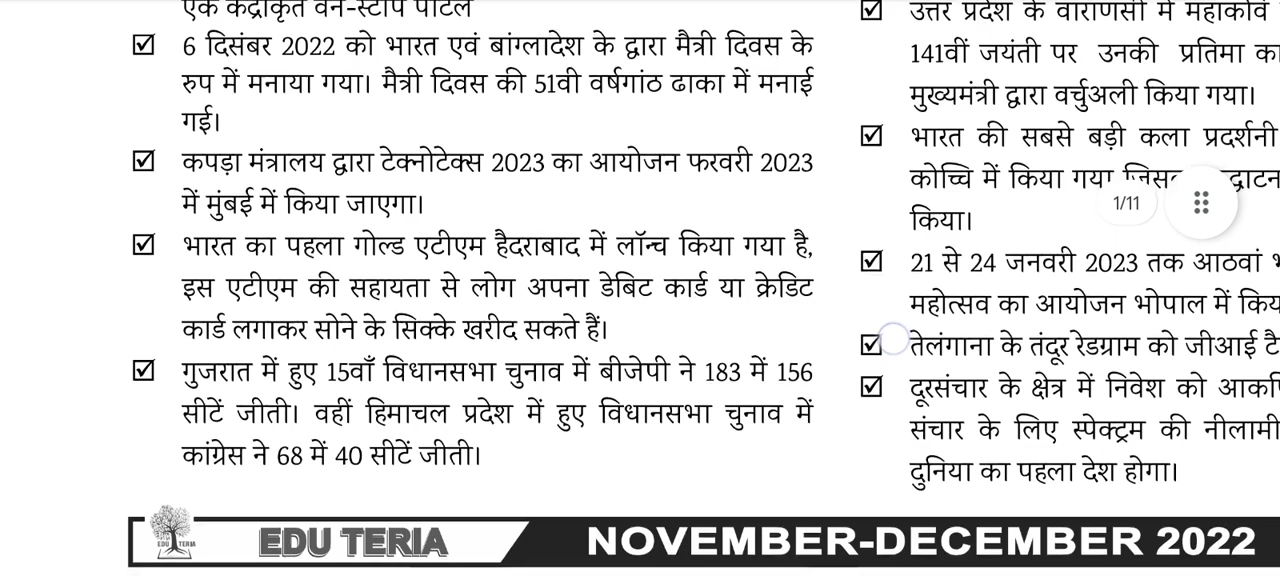 एक केंद्रीकृत वन-स्टॉप पोर्टल
6 दिसंबर 2022 को भारत एवं बांग्लादेश के द्वारा मैत्री दिवस के
रुप में मनाया गया। मैत्री दिवस की 51वी वर्षगांठ ढाका में मनाई
गई।
कपड़ा मंत्रालय द्वारा टेक्नोटेक्स 2023 का आयोजन फरवरी 2023
में मुंबई में किया जाएगा।
भारत का पहला गोल्ड एटीएम हैदराबाद में लॉन्च किया गया है,
इस एटीएम की सहायता से लोग अपना डेबिट कार्ड या क्रेडिट
कार्ड लगाकर सोने के सिक्के खरीद सकते हैं।
गुजरात में हुए 15वाँ विधानसभा चुनाव में बीजेपी ने 183 में 156
सीटें जीती। वहीं हिमाचल प्रदेश में हुए विधानसभा चुनाव में
कांग्रेस ने 68 में 40 सीटें जीती।
उत्तर प्रदेश के वाराणसी में महाकवि
141वीं जयंती पर उनकी प्रतिमा का
मुख्यमंत्री द्वारा वर्चुअली किया गया।
भारत की सबसे बड़ी कला प्रदर्शनी
कोच्चि में किया गया
किया।
21 से 24 जनवरी 2023 तक आठवां
महोत्सव का आयोजन भोपाल में
तेलंगाना के तंदूर रेडग्राम को जीआई
दूरसंचार के क्षेत्र में निवेश को
संचार के लिए स्पेक्ट्रम की नीलामी
दुनिया का पहला देश होगा।
1/11
EDU TERIA
EDU TERIA
NOVEMBER-DECEMBER 2022